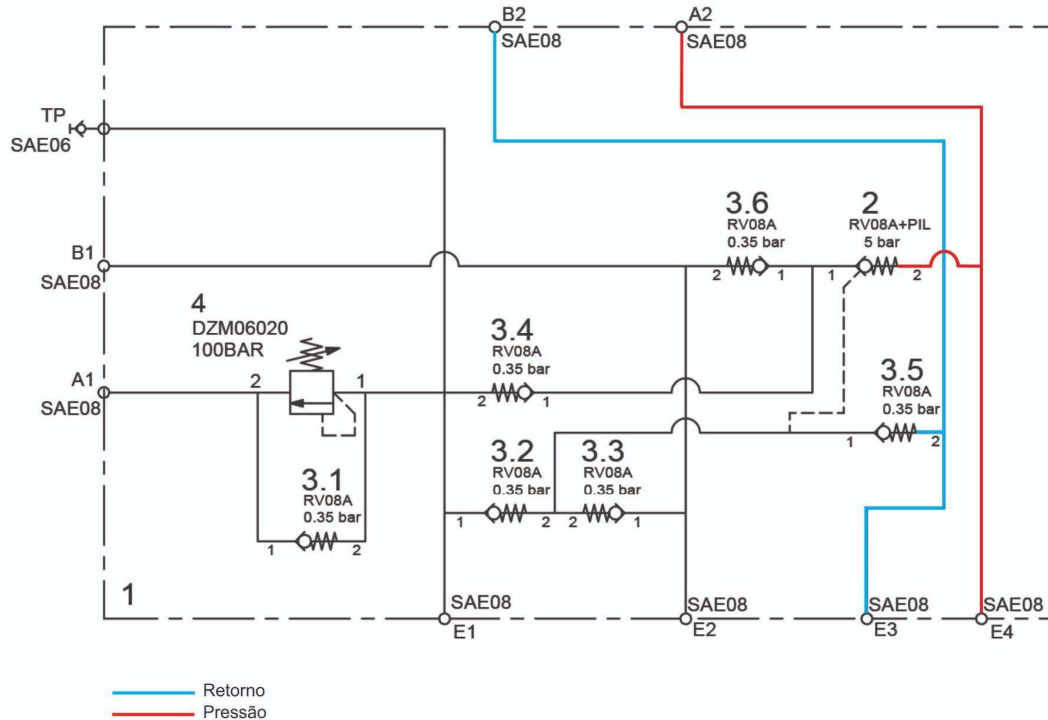 B2
SAE08
A2
SAE08
TP
SAE06
B1
SAE08
3.6
RV08A
0.35 bar
2
1
2
RV08A+PIL
5 bar
1
2
4
DZM06020
100BAR
A1
SAE08
2
1
3.4
RV08A
0.35 bar
2
1
3.5
RV08A
0.35 bar
1
2
3.1
RV08A
0.35 bar
1
2
3.2
RV08A
0.35 bar
1
2
3.3
RV08A
0.35 bar
2
1
1
SAE08
E1
SAE08
E2
SAE08
E3
SAE08
E4
Retorno
Pressão